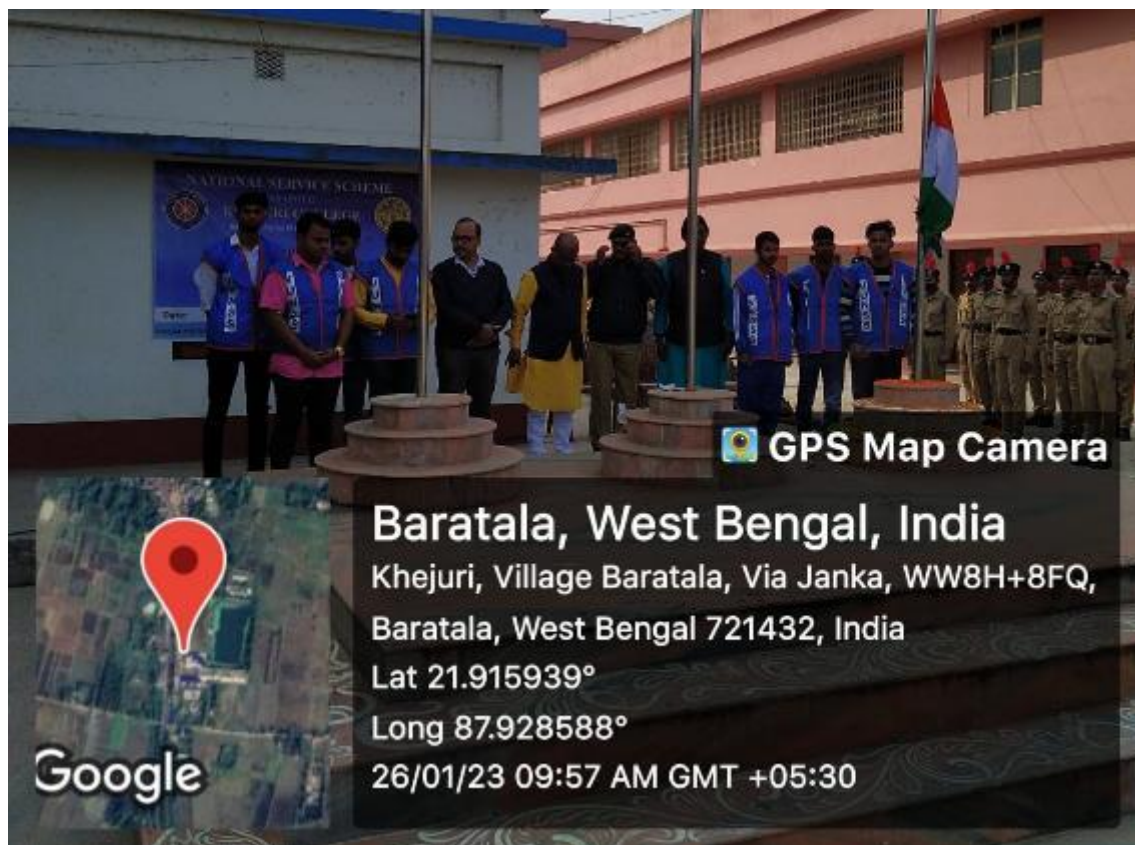 NATIONAL SERVICE SCHEME
COLLEGE
GPS Map Camera
Baratala, West Bengal, India
Khejuri, Village Baratala, Via Janka, WW8H+8FQ,
Baratala, West Bengal 721432, India
Lat 21.915939°
Long 87.928588°
26/01/23 09:57 AM GMT +05:30
Google